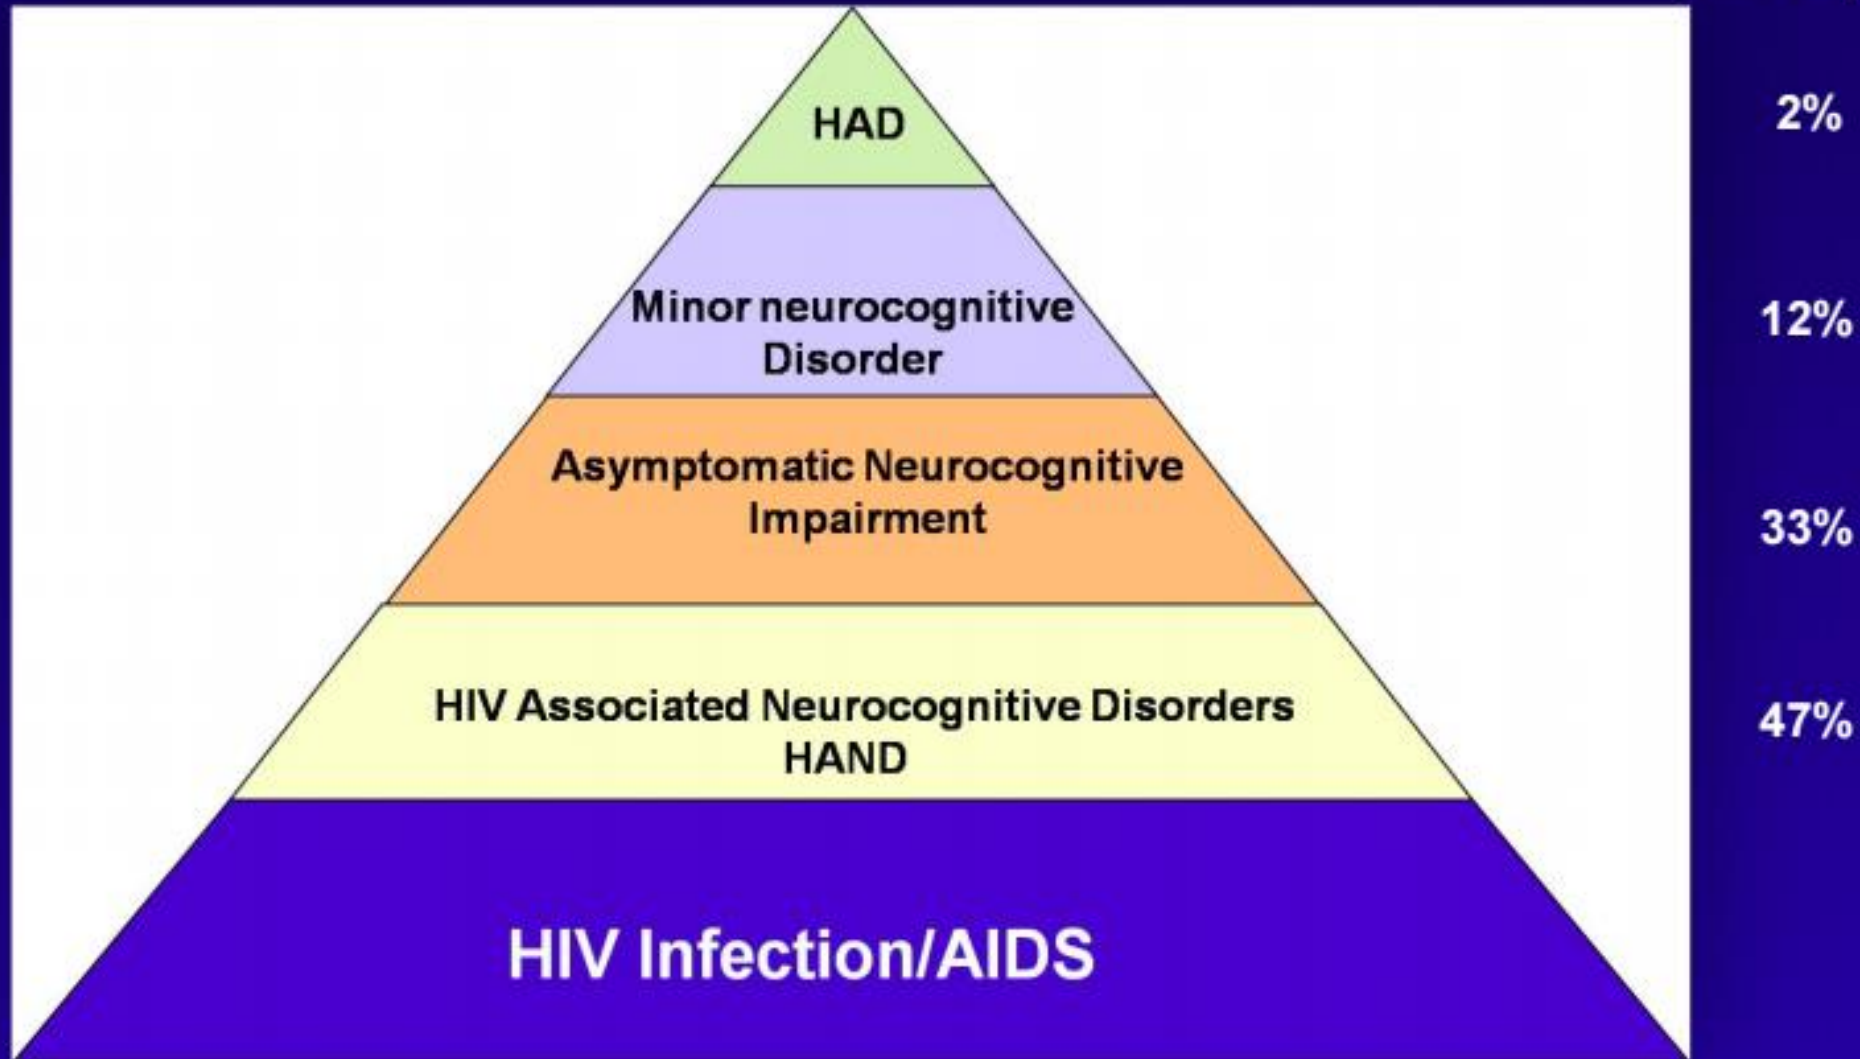 HAD
2%
Minor neurocognitive
Disorder
12%
Asymptomatic Neurocognitive
Impairment
33%
HIV Associated Neurocognitive Disorders
HAND
47%
HIV Infection/AIDS